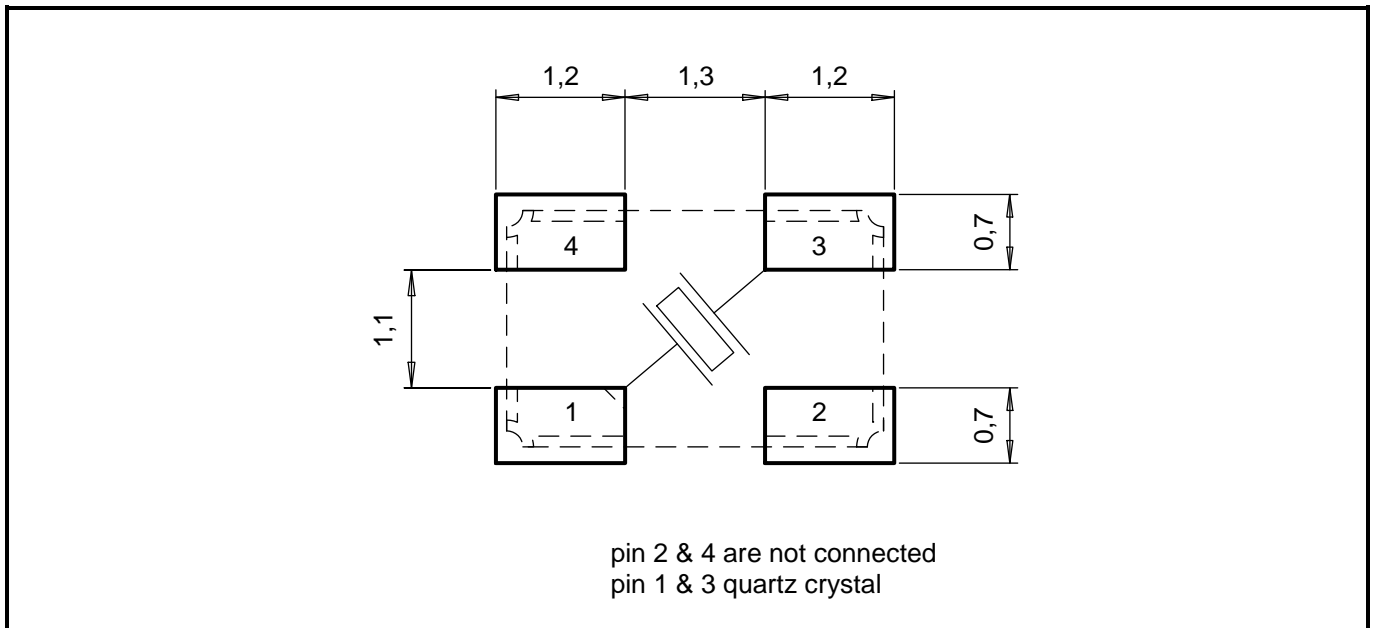 1,2 1,3 1,2
4 3 0,7
1,1
1 2 0,7
pin 2 & 4 are not connected
pin 1 & 3 quartz crystal